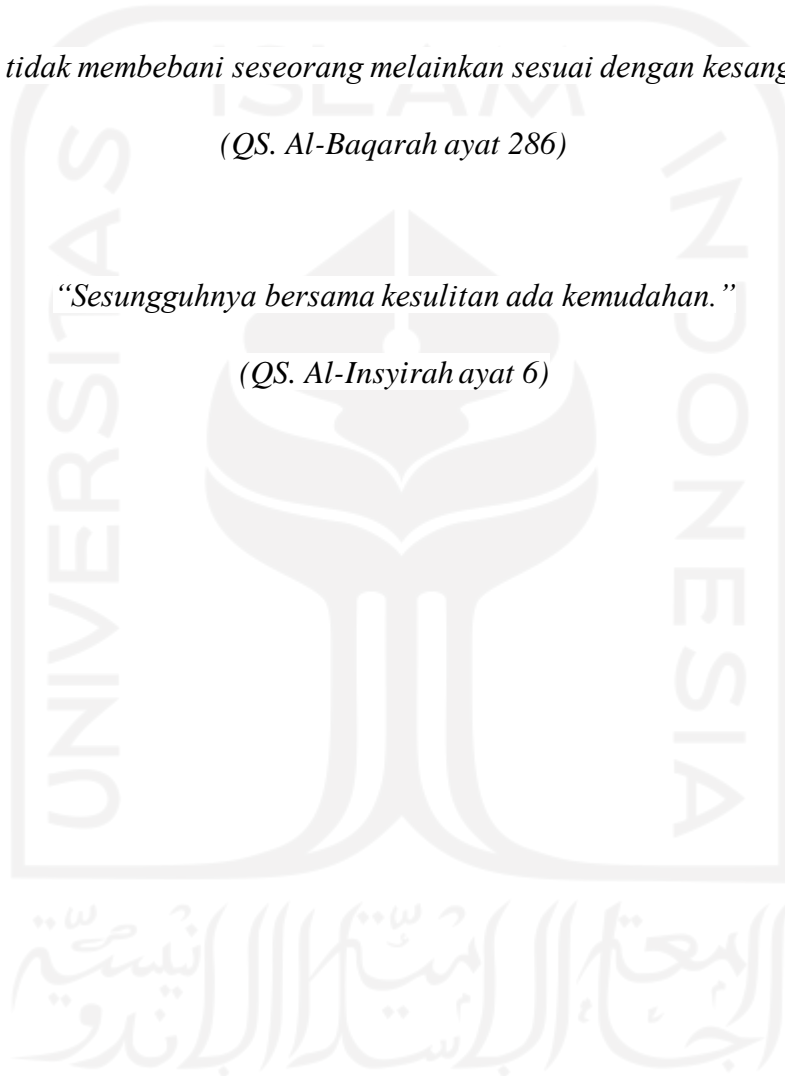 tidak membebani seseorang melainkan sesuai dengan
(QS. Al-Baqarah ayat 286)
“Sesungguhnya bersama kesulitan ada kemudahan.”
(QS. Al-Insyirah ayat 6)
ISLAM
UNIVERSITAS
INDONESIA